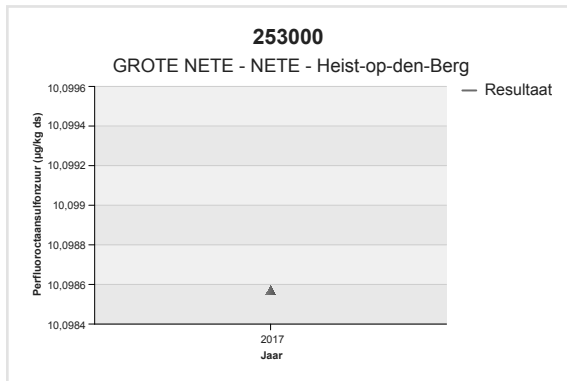 253000
GROTE NETE - NETE - Heist-op-den-Berg
Resultaat
Perfluoroctaansulfonzuur (µg/kg ds)
10,0996
10,0994
10,0992
10,099
10,0988
10,0986
10,0984
2017
Jaar